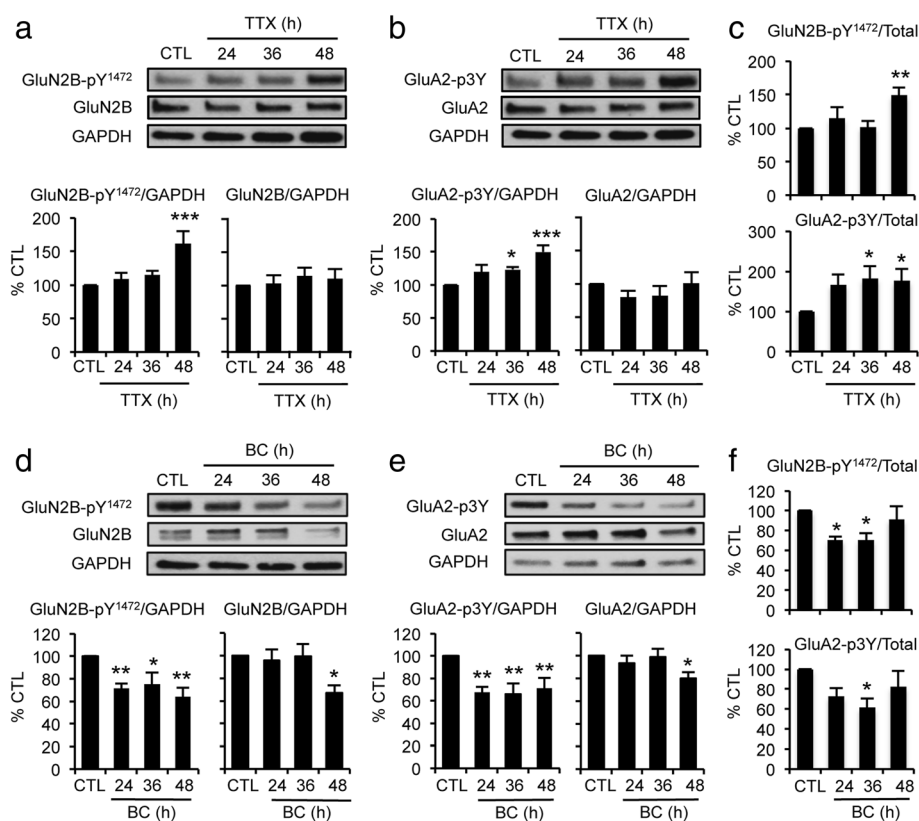 a
TTX (h)
CTL 24 36 48
GluN2B-pY¹⁴⁷²
GluN2B
GAPDH
GluN2B-pY¹⁴⁷²/GAPDH
% CTL
200
150
100
50
0
***
CTL 24 36 48
TTX (h)
GluN2B/GAPDH
CTL 24 36 48
TTX (h)
b
TTX (h)
CTL 24 36 48
GluA2-p3Y
GluA2
GAPDH
GluA2-p3Y/GAPDH
% CTL
200
150
100
50
0
* ***
CTL 24 36 48
TTX (h)
GluA2/GAPDH
CTL 24 36 48
TTX (h)
c
GluN2B-pY¹⁴⁷²/Total
% CTL
200
150
100
50
0
**
GluA2-p3Y/Total
% CTL
300
200
100
0
* *
CTL 24 36 48
TTX (h)
d
BC (h)
CTL 24 36 48
GluN2B-pY¹⁴⁷²
GluN2B
GAPDH
GluN2B-pY¹⁴⁷²/GAPDH
% CTL
120
100
80
60
40
20
0
** * **
CTL 24 36 48
BC (h)
GluN2B/GAPDH
*
CTL 24 36 48
BC (h)
e
BC (h)
CTL 24 36 48
GluA2-p3Y
GluA2
GAPDH
GluA2-p3Y/GAPDH
% CTL
120
100
80
60
40
20
0
** ** **
CTL 24 36 48
BC (h)
GluA2/GAPDH
*
CTL 24 36 48
BC (h)
f
GluN2B-pY¹⁴⁷²/Total
% CTL
120
100
80
60
40
20
0
* *
GluA2-p3Y/Total
% CTL
100
80
60
40
20
0
*
CTL 24 36 48
BC (h)